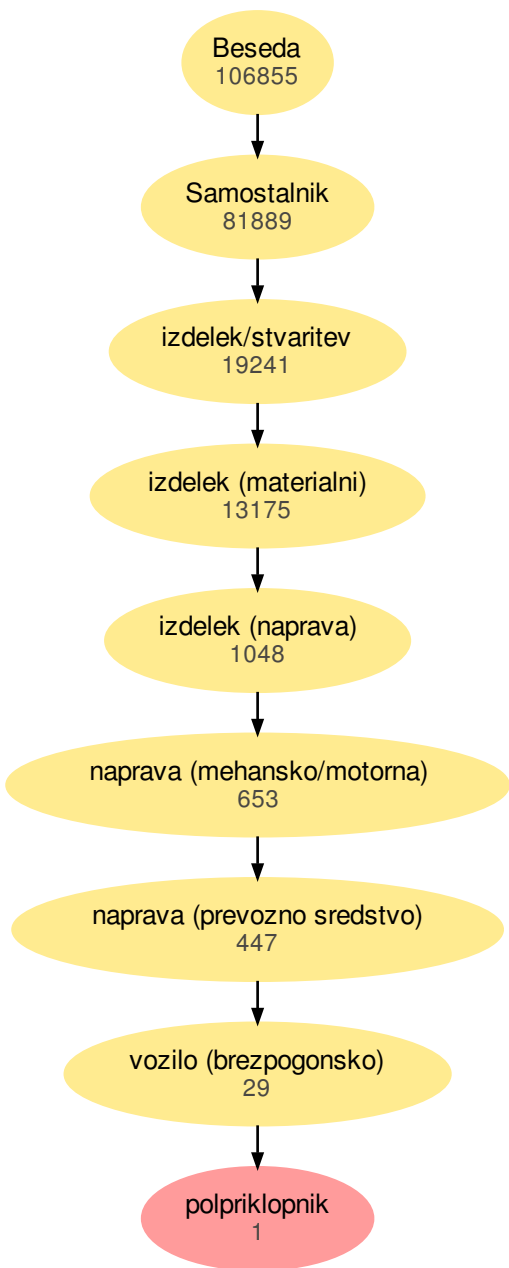 Beseda
106855
Samostalnik
81889
izdelek/stvaritev
19241
izdelek (materialni)
13175
izdelek (naprava)
1048
naprava (mehansko/motorna)
653
naprava (prevozno sredstvo)
447
vozilo (brezpogonsko)
29
polpriklopnik
1